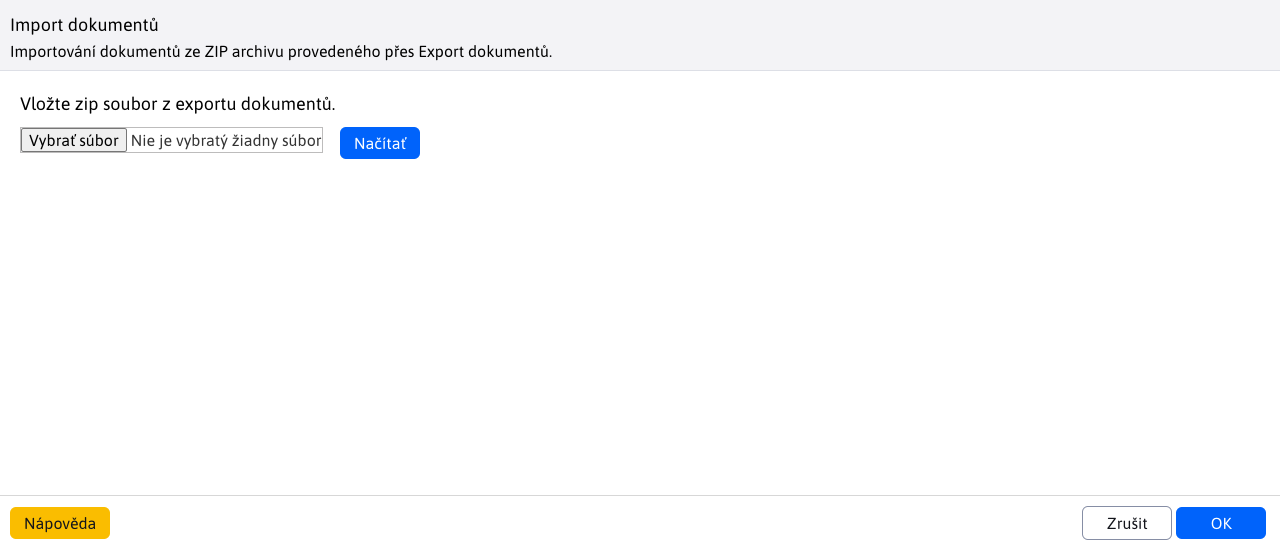 Import dokumentů
Importování dokumentů ze ZIP archivu provedeného přes Export dokumentů.
Vložte zip soubor z exportu dokumentů.
Vybrať súbor Nie je vybratý žiadny súbor Načítať
Nápověda Zrušit OK